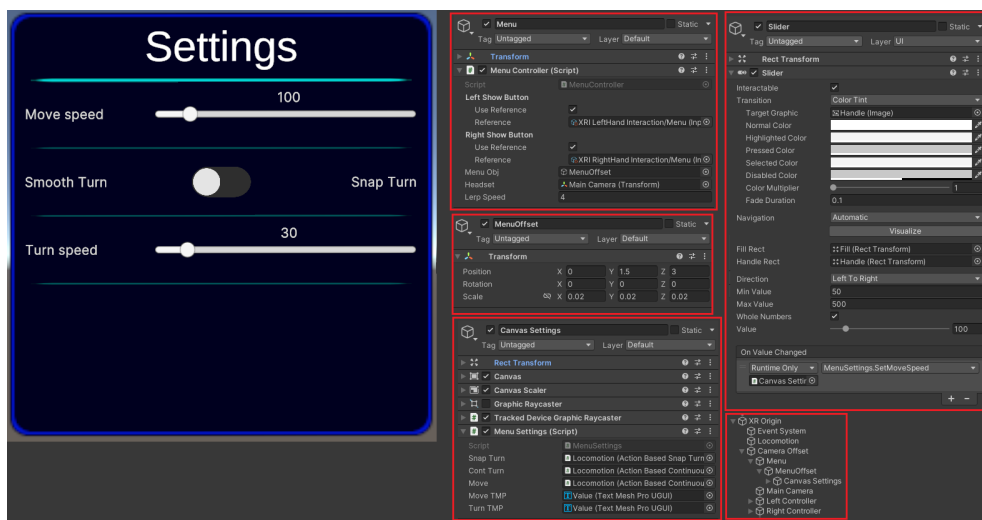 Settings
Move speed
100
Smooth Turn
Snap Turn
Turn speed
30
Menu
Static
Tag Untagged
Layer Default
Transform
Menu Controller (Script)
Script
MenuController
Left Show Button
Use Reference
Reference
XRI LeftHand Interaction/Menu (Inp
Right Show Button
Use Reference
Reference
XRI RightHand Interaction/Menu (In
Menu Obj
MenuOffset
Headset
Main Camera (Transform)
Lerp Speed
4
MenuOffset
Static
Tag Untagged
Layer Default
Transform
Position X 0 Y 1.5 Z 3
Rotation X 0 Y 0 Z 0
Scale X 0.02 Y 0.02 Z 0.02
Canvas Settings
Static
Tag Untagged
Layer Default
Rect Transform
Canvas
Canvas Scaler
Graphic Raycaster
Tracked Device Graphic Raycaster
Menu Settings (Script)
Script
MenuSettings
Snap Turn
Locomotion (Action Based Snap Turn
Cont Turn
Locomotion (Action Based Continuou
Move
Locomotion (Action Based Continuou
Move TMP
Value (Text Mesh Pro UGUI)
Turn TMP
Value (Text Mesh Pro UGUI)
Slider
Static
Tag Untagged
Layer UI
Rect Transform
Slider
Interactable
Transition
Color Tint
Target Graphic
Handle (Image)
Normal Color
Highlighted Color
Pressed Color
Selected Color
Disabled Color
Color Multiplier
1
Fade Duration
0.1
Navigation
Automatic
Visualize
Fill Rect
Fill (Rect Transform)
Handle Rect
Handle (Rect Transform)
Direction
Left To Right
Min Value
50
Max Value
500
Whole Numbers
Value
100
On Value Changed
Runtime Only
MenuSettings.SetMoveSpeed
Canvas Settir
XR Origin
Event System
Locomotion
Camera Offset
Menu
MenuOffset
Canvas Settings
Main Camera
Left Controller
Right Controller